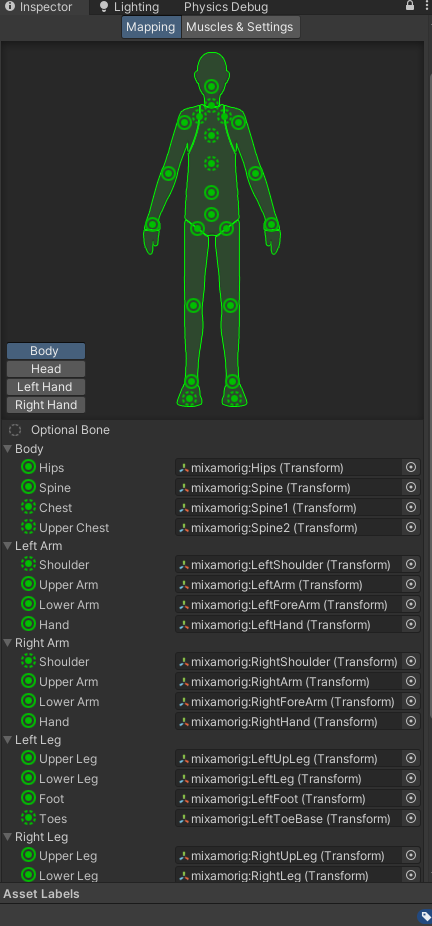 Inspector Lighting Physics Debug
Mapping Muscles & Settings
Body
Head
Left Hand
Right Hand
Optional Bone
Body
Hips mixamorig:Hips (Transform)
Spine mixamorig:Spine (Transform)
Chest mixamorig:Spine1 (Transform)
Upper Chest mixamorig:Spine2 (Transform)
Left Arm
Shoulder mixamorig:LeftShoulder (Transform)
Upper Arm mixamorig:LeftArm (Transform)
Lower Arm mixamorig:LeftForeArm (Transform)
Hand mixamorig:LeftHand (Transform)
Right Arm
Shoulder mixamorig:RightShoulder (Transform)
Upper Arm mixamorig:RightArm (Transform)
Lower Arm mixamorig:RightForeArm (Transform)
Hand mixamorig:RightHand (Transform)
Left Leg
Upper Leg mixamorig:LeftUpLeg (Transform)
Lower Leg mixamorig:LeftLeg (Transform)
Foot mixamorig:LeftFoot (Transform)
Toes mixamorig:LeftToeBase (Transform)
Right Leg
Upper Leg mixamorig:RightUpLeg (Transform)
Lower Leg mixamorig:RightLeg (Transform)
Asset Labels